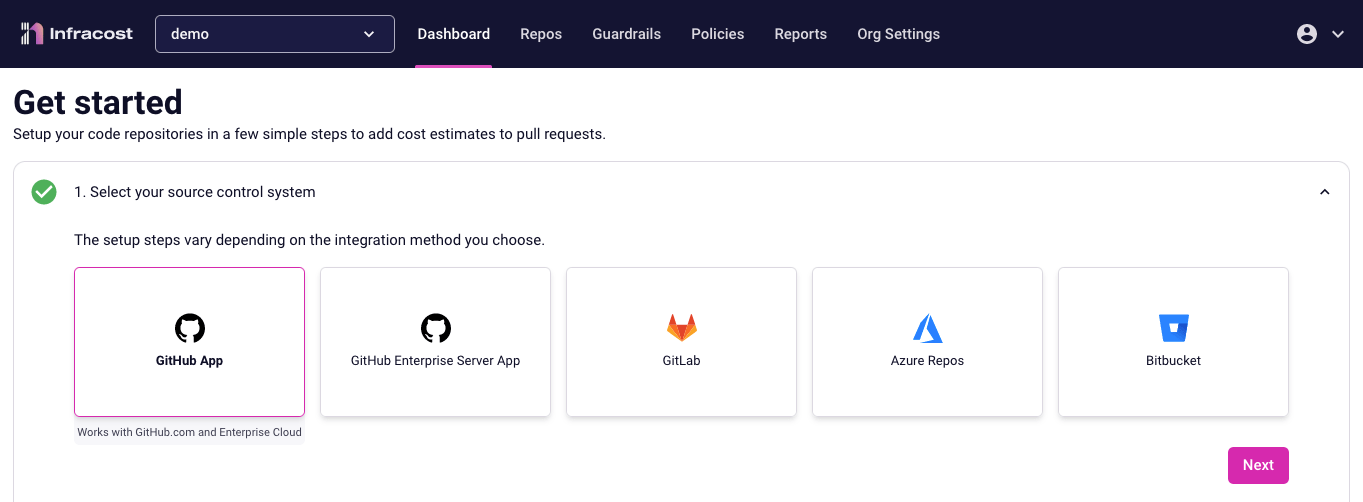 Infracost
demo
Dashboard
Repos
Guardrails
Policies
Reports
Org Settings
Get started
Setup your code repositories in a few simple steps to add cost estimates to pull requests.
1. Select your source control system
The setup steps vary depending on the integration method you choose.
GitHub App
GitHub Enterprise Server App
GitLab
Azure Repos
Bitbucket
Works with GitHub.com and Enterprise Cloud
Next